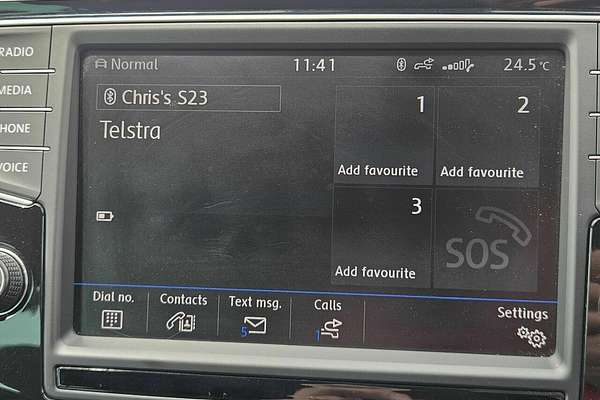 RADIO
MEDIA
PHONE
VOICE
Normal 11:41 24.5°C
Chris's S23
Telstra
1
Add favourite
2
Add favourite
3
Add favourite
SOS
Dial no.
Contacts
Text msg.
5
Calls
1
Settings